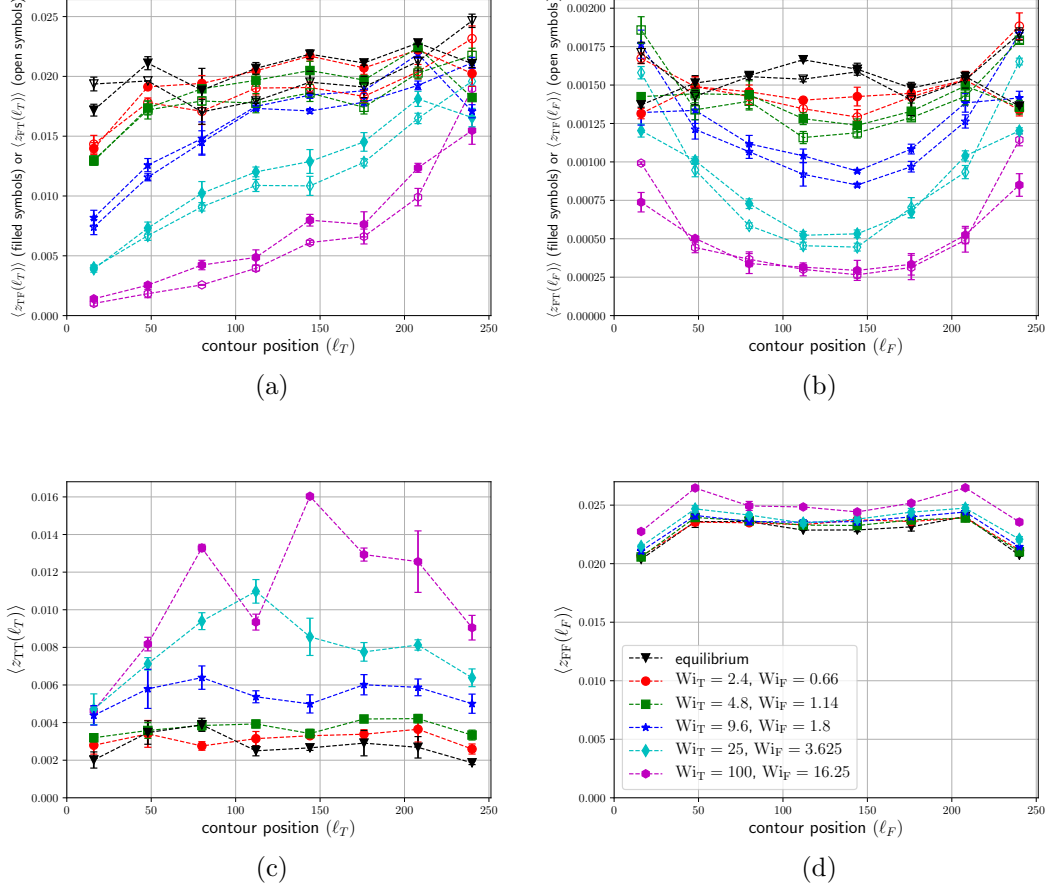 ⟨z_TF(ℓ_T)⟩ (filled symbols) or ⟨z_FT(ℓ_T)⟩ (open symbols)
0.025
0.020
0.015
0.010
0.005
0.000
0 50 100 150 200 250
contour position (ℓ_T)
(a)
⟨z_FT(ℓ_F)⟩ (filled symbols) or ⟨z_TF(ℓ_F)⟩ (open symbols)
0.00200
0.00175
0.00150
0.00125
0.00100
0.00075
0.00050
0.00025
0.00000
0 50 100 150 200 250
contour position (ℓ_F)
(b)
⟨z_TT(ℓ_T)⟩
0.016
0.014
0.012
0.010
0.008
0.006
0.004
0.002
0.000
0 50 100 150 200 250
contour position (ℓ_T)
(c)
⟨z_FF(ℓ_F)⟩
0.025
0.020
0.015
0.010
0.005
0.000
equilibrium
Wi_T = 2.4, Wi_F = 0.66
Wi_T = 4.8, Wi_F = 1.14
Wi_T = 9.6, Wi_F = 1.8
Wi_T = 25, Wi_F = 3.625
Wi_T = 100, Wi_F = 16.25
0 50 100 150 200 250
contour position (ℓ_F)
(d)